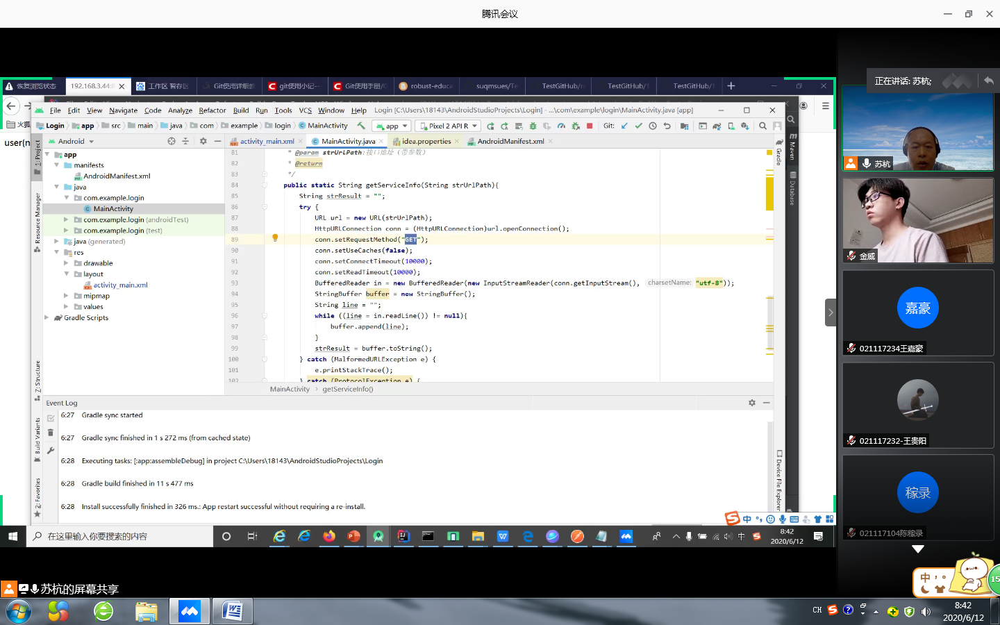 腾讯会议
正在讲话: 苏杭;
恢复浏览状态
192.168.3.44:8
工作区 暂存区
Git使用详细教
git使用小记--
Git使用手册/G
robust-educa
suqmsues/Te
TestGitHub/r
TestGitHub/1
TestGitHub/1
File Edit View Navigate Code Analyze Refactor Build Run Tools VCS Window Help Login [C:\Users\18143\AndroidStudioProjects\Login] - ...\com\example\login\MainActivity.java [app]
火狐
Login app src main java com example login MainActivity app Pixel 2 API R Git:
user(n
Android
activity_main.xml MainActivity.java idea.properties AndroidManifest.xml
1: Project
Resource Manager
Z: Structure
Build Variants
2: Favorites
app
manifests
AndroidManifest.xml
java
com.example.login
MainActivity
com.example.login (androidTest)
com.example.login (test)
java (generated)
res
drawable
layout
activity_main.xml
mipmap
values
Gradle Scripts
81 * @param strUrlPath:接口地址（带参数）
82 * @return
83 */
84 public static String getServiceInfo(String strUrlPath){
85 String strResult = "";
86 try {
87 URL url = new URL(strUrlPath);
88 HttpURLConnection conn = (HttpURLConnection)url.openConnection();
89 conn.setRequestMethod("GET");
90 conn.setUseCaches(false);
91 conn.setConnectTimeout(10000);
92 conn.setReadTimeout(10000);
93 BufferedReader in = new BufferedReader(new InputStreamReader(conn.getInputStream(), charsetName: "utf-8"));
94 StringBuffer buffer = new StringBuffer();
95 String line = "";
96 while ((line = in.readLine()) != null){
97 buffer.append(line);
98 }
99 strResult = buffer.toString();
100 } catch (MalformedURLException e) {
101 e.printStackTrace();
102 } catch (ProtocolException e) {
MainActivity getServiceInfo()
Gradle
Maven
Database
Device File Explorer
Event Log
6:27 Gradle sync started
6:27 Gradle sync finished in 1 s 272 ms (from cached state)
6:28 Executing tasks: [:app:assembleDebug] in project C:\Users\18143\AndroidStudioProjects\Login
6:28 Gradle build finished in 11 s 477 ms
6:28 Install successfully finished in 326 ms.: App restart successful without requiring a re-install.
中
在这里输入你要搜索的内容
中
8:42
2020/6/12
苏杭
金威
嘉豪
021117234王嘉豪
021117232-王贵阳
稼录
021117104陈稼录
中
15
苏杭的屏幕共享
CH
8:42
2020/6/12